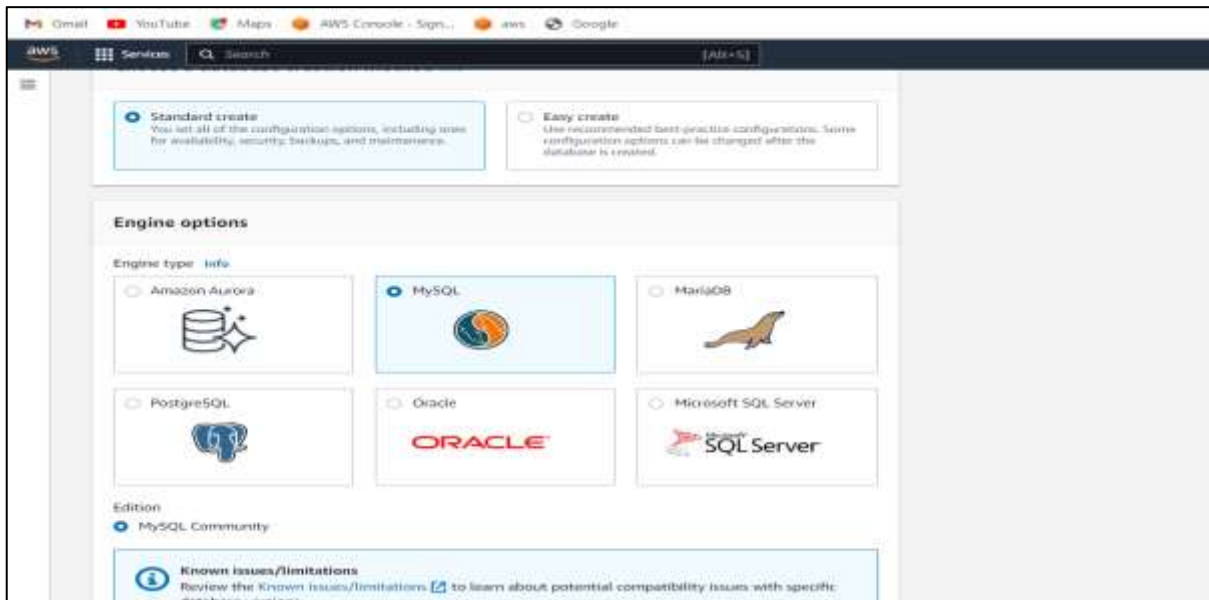 Gmail YouTube Maps AWS Console - Sign... aws Google
aws Services Search [Alt+S]
Standard create
You set all of the configuration options, including ones
for availability, security, backups, and maintenance.
Easy create
Use recommended best-practice configurations. Some
configuration options can be changed after the
database is created.
Engine options
Engine type Info
Amazon Aurora
MySQL
MariaDB
PostgreSQL
Oracle
ORACLE
Microsoft SQL Server
Microsoft
SQL Server
Edition
MySQL Community
Known issues/limitations
Review the Known issues/limitations to learn about potential compatibility issues with specific
database versions